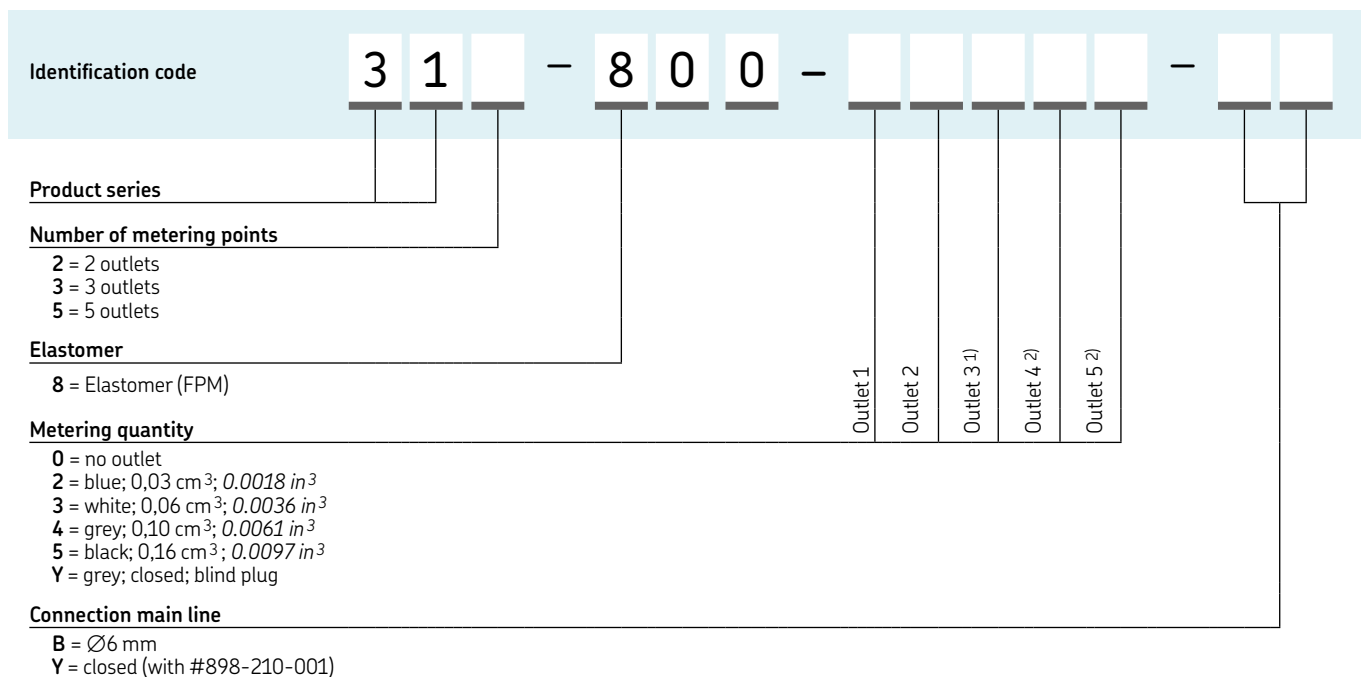 Identification code 3 1 – 8 0 0 – –
Product series
Number of metering points
2 = 2 outlets
3 = 3 outlets
5 = 5 outlets
Elastomer
8 = Elastomer (FPM)
Outlet 1
Outlet 2
Outlet 3 1)
Outlet 4 2)
Outlet 5 2)
Metering quantity
0 = no outlet
2 = blue; 0,03 cm³; 0.0018 in³
3 = white; 0,06 cm³; 0.0036 in³
4 = grey; 0,10 cm³; 0.0061 in³
5 = black; 0,16 cm³ ; 0.0097 in³
Y = grey; closed; blind plug
Connection main line
B = ∅6 mm
Y = closed (with #898-210-001)